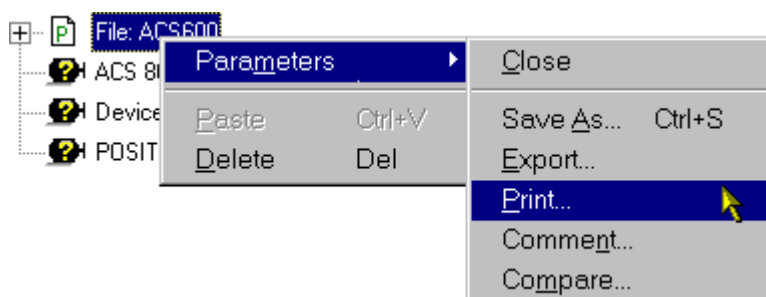 P File: ACS600
ACS 8
Parameters
Close
Device
Paste Ctrl+V
Save As... Ctrl+S
POSIT
Delete Del
Export...
Print...
Comment...
Compare...